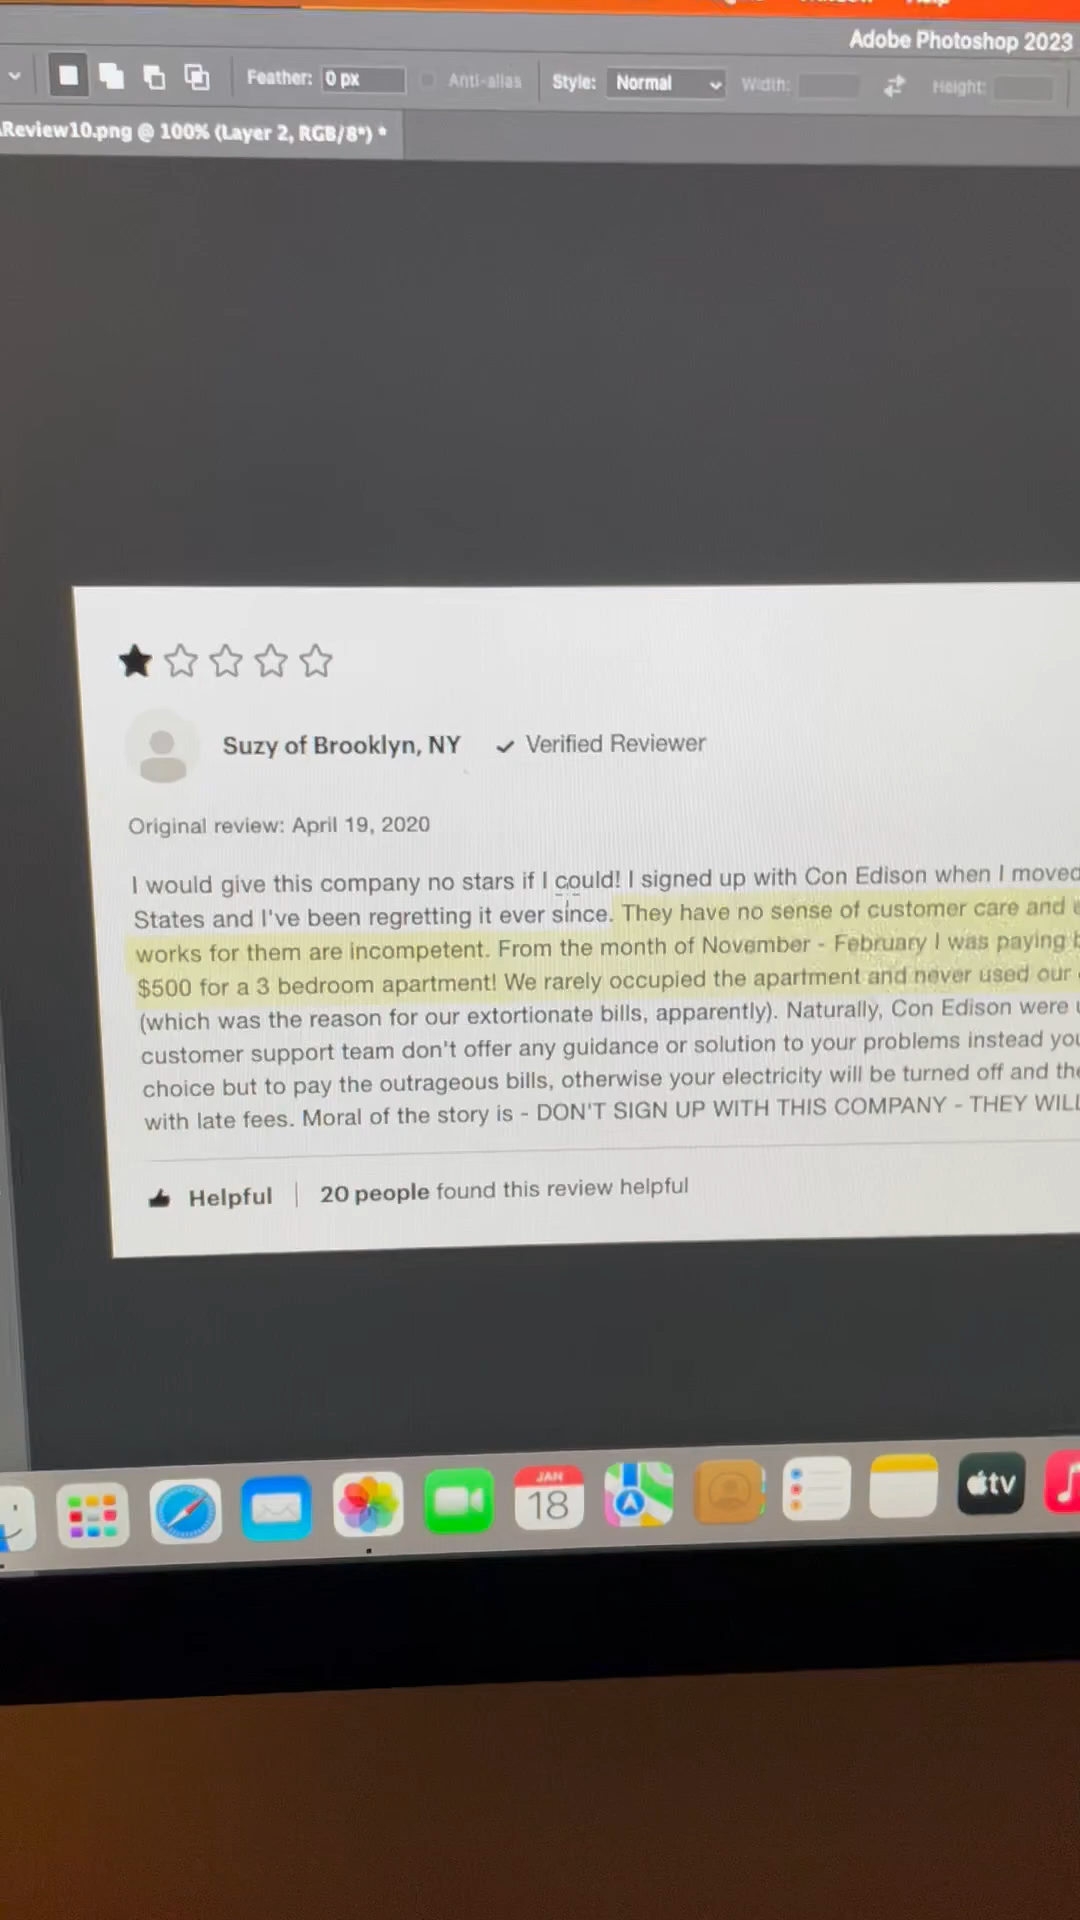 Adobe Photoshop 2023
Feather: 0 px Anti-alias Style: Normal Width: Height:
Review10.png @ 100% (Layer 2, RGB/8*) *
Suzy of Brooklyn, NY ✓ Verified Reviewer
Original review: April 19, 2020
I would give this company no stars if I could! I signed up with Con Edison when I moved
States and I've been regretting it ever since. They have no sense of customer care and
works for them are incompetent. From the month of November - February I was paying
$500 for a 3 bedroom apartment! We rarely occupied the apartment and never used our
(which was the reason for our extortionate bills, apparently). Naturally, Con Edison were
customer support team don't offer any guidance or solution to your problems instead you
choice but to pay the outrageous bills, otherwise your electricity will be turned off and
with late fees. Moral of the story is - DON'T SIGN UP WITH THIS COMPANY - THEY WILL
Helpful | 20 people found this review helpful
JAN
18
tv